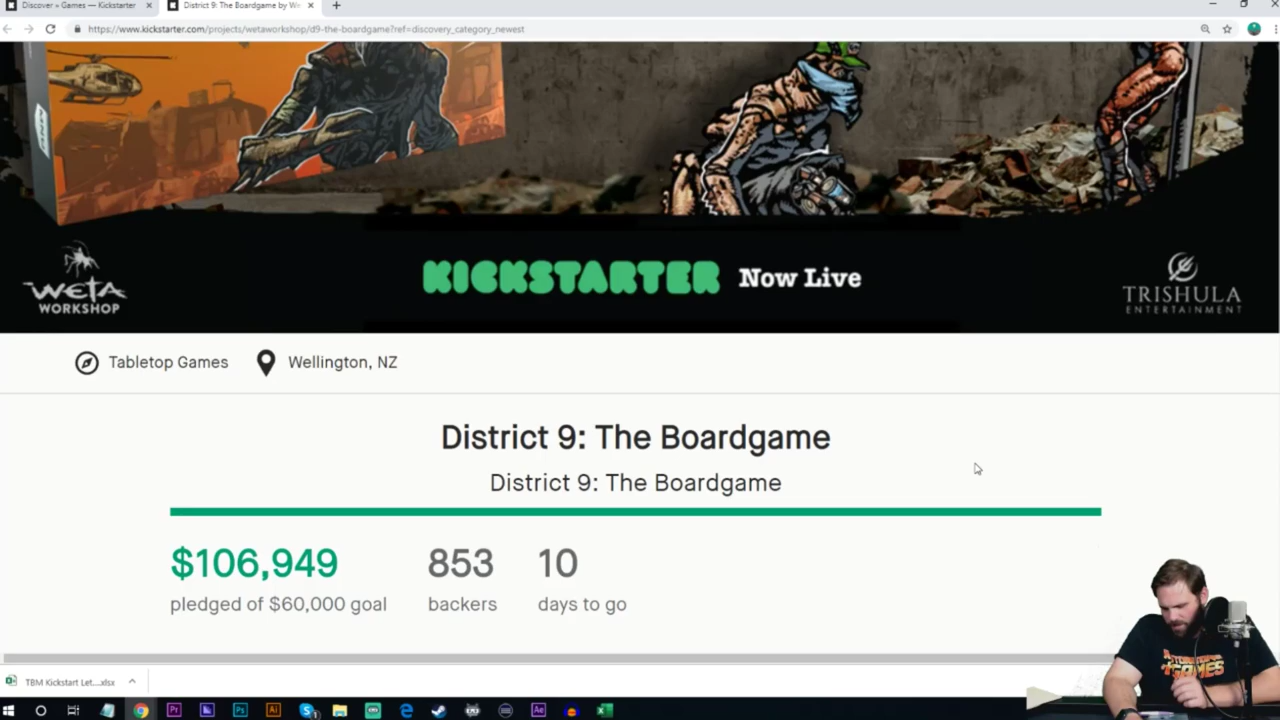 Discover » Games — Kickstarter
District 9: The Boardgame by We
https://www.kickstarter.com/projects/wetaworkshop/d9-the-boardgame?ref=discovery_category_newest
WETA
WORKSHOP
KICKSTARTER Now Live
TRISHULA
ENTERTAINMENT
Tabletop Games
Wellington, NZ
District 9: The Boardgame
District 9: The Boardgame
$106,949
pledged of $60,000 goal
853
backers
10
days to go
TBM Kickstart Let....xlsx
GAMES